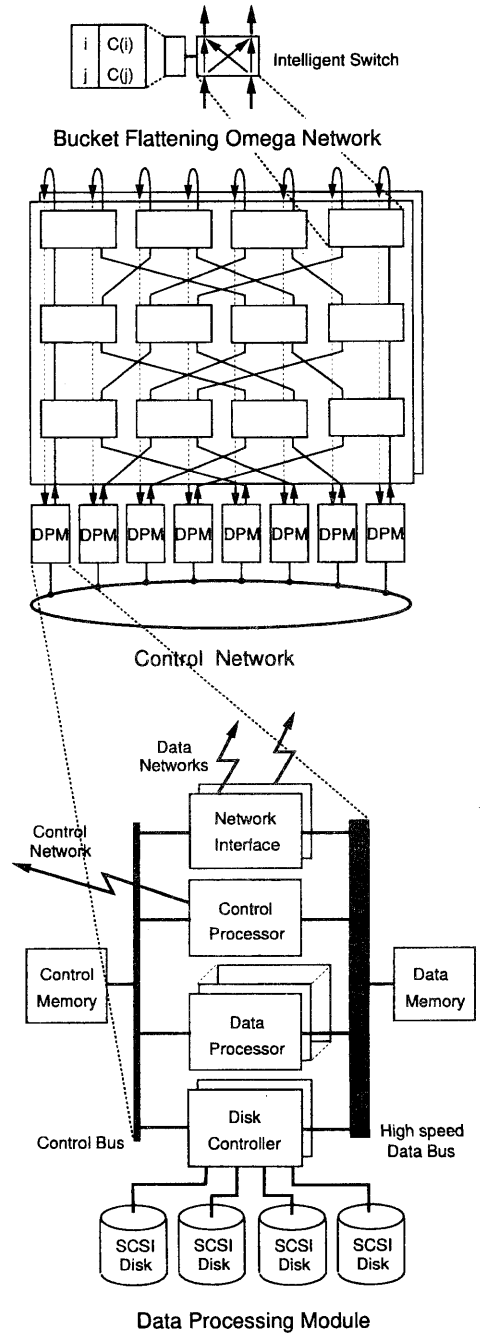 i C(i)
j C(j)
Intelligent Switch
Bucket Flattening Omega Network
DPM DPM DPM DPM DPM DPM DPM DPM
Control Network
Data
Networks
Network
Interface
Control
Network
Control
Processor
Control
Memory
Data
Memory
Data
Processor
Disk
Controller
Control Bus
High speed
Data Bus
SCSI
Disk
SCSI
Disk
SCSI
Disk
SCSI
Disk
Data Processing Module